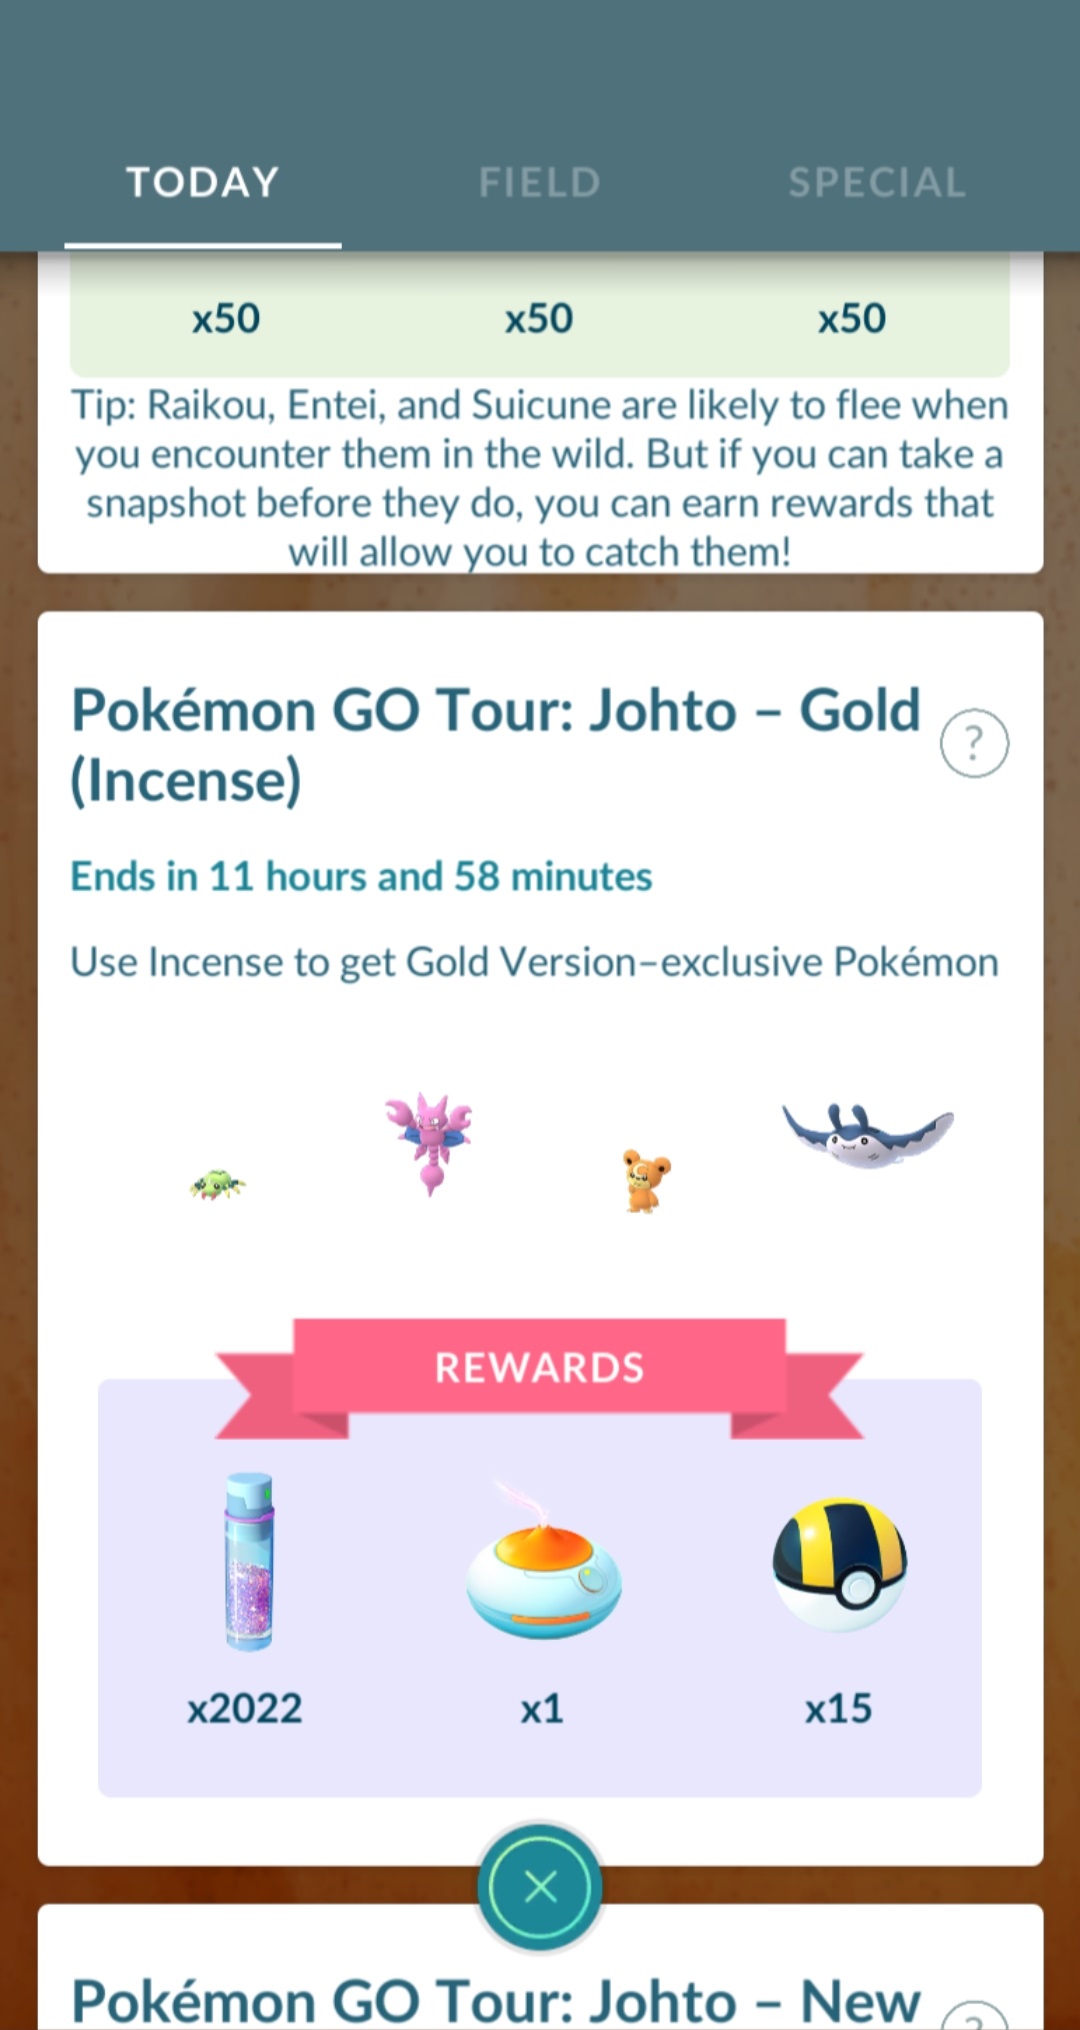 TODAY
FIELD
SPECIAL
x50
x50
x50
Tip: Raikou, Entei, and Suicune are likely to flee when
you encounter them in the wild. But if you can take a
snapshot before they do, you can earn rewards that
will allow you to catch them!
Pokémon GO Tour: Johto – Gold
(Incense)
?
Ends in 11 hours and 58 minutes
Use Incense to get Gold Version–exclusive Pokémon
REWARDS
x2022
x1
x15
Pokémon GO Tour: Johto – New
?